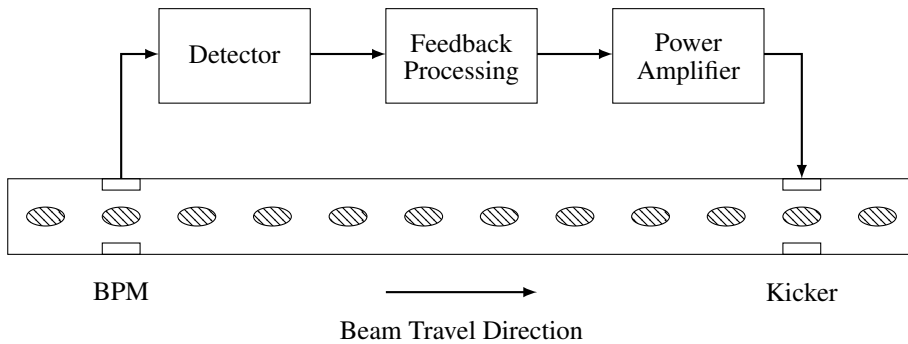 Detector
Feedback
Processing
Power
Amplifier
BPM
Kicker
Beam Travel Direction